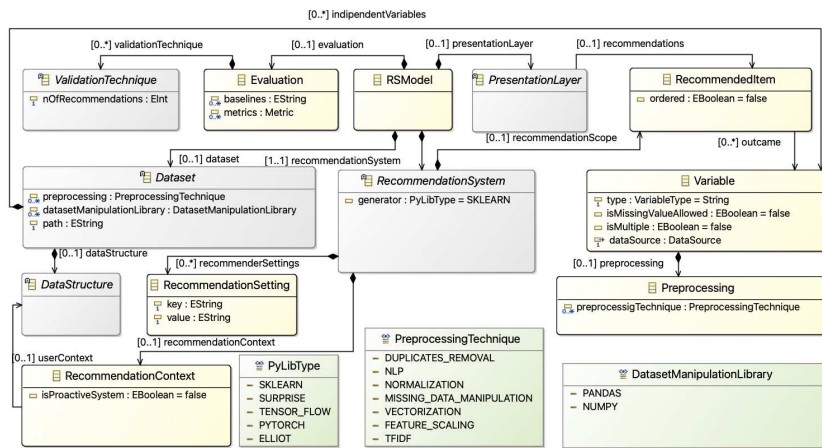 [0..*] indipendentVariables
[0..*] validationTechnique
[0..1] evaluation
[0..1] presentationLayer
[0..1] recommendations
ValidationTechnique
nOfRecommendations : EInt
Evaluation
baselines : EString
metrics : Metric
RSModel
PresentationLayer
RecommendedItem
ordered : EBoolean = false
[0..1] recommendationScope
[0..*] outcame
[0..1] dataset
[1..1] recommendationSystem
Dataset
preprocessing : PreprocessingTechnique
datasetManipulationLibrary : DatasetManipulationLibrary
path : EString
RecommendationSystem
generator : PyLibType = SKLEARN
Variable
type : VariableType = String
isMissingValueAllowed : EBoolean = false
isMultiple : EBoolean = false
dataSource : DataSource
[0..1] dataStructure
[0..*] recommenderSettings
[0..1] preprocessing
DataStructure
RecommendationSetting
key : EString
value : EString
Preprocessing
preprocessigTechnique : PreprocessingTechnique
[0..1] recommendationContext
[0..1] userContext
RecommendationContext
isProactiveSystem : EBoolean = false
PyLibType
SKLEARN
SURPRISE
TENSOR_FLOW
PYTORCH
ELLIOT
PreprocessingTechnique
DUPLICATES_REMOVAL
NLP
NORMALIZATION
MISSING_DATA_MANIPULATION
VECTORIZATION
FEATURE_SCALING
TFIDF
DatasetManipulationLibrary
PANDAS
NUMPY